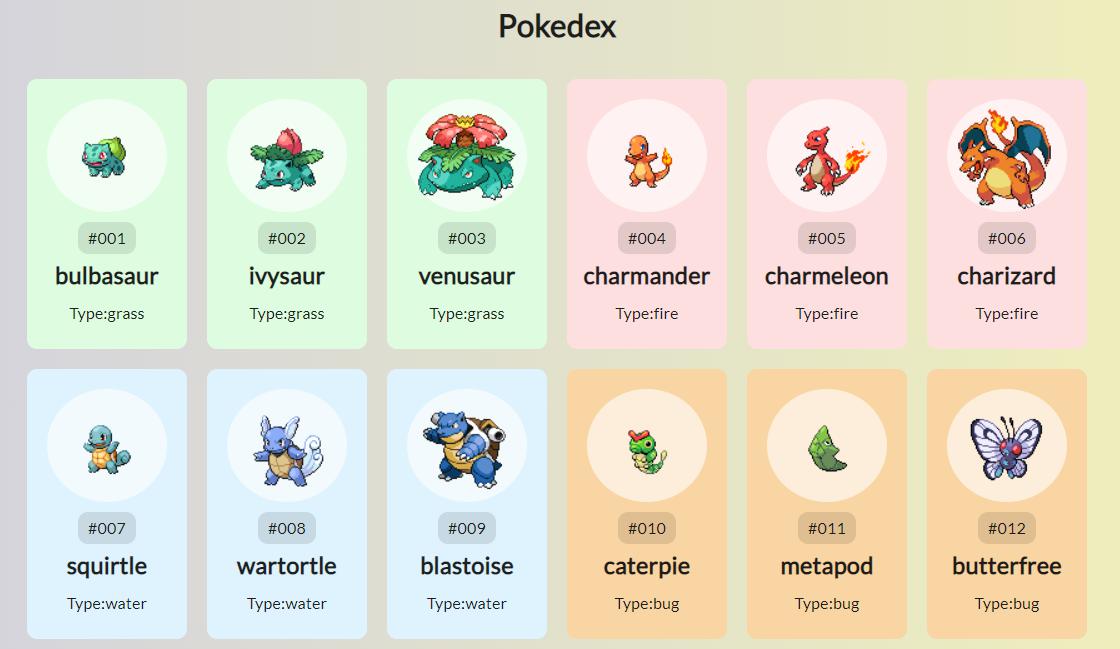 Pokedex
#001
bulbasaur
Type:grass
#002
ivysaur
Type:grass
#003
venusaur
Type:grass
#004
charmander
Type:fire
#005
charmeleon
Type:fire
#006
charizard
Type:fire
#007
squirtle
Type:water
#008
wartortle
Type:water
#009
blastoise
Type:water
#010
caterpie
Type:bug
#011
metapod
Type:bug
#012
butterfree
Type:bug